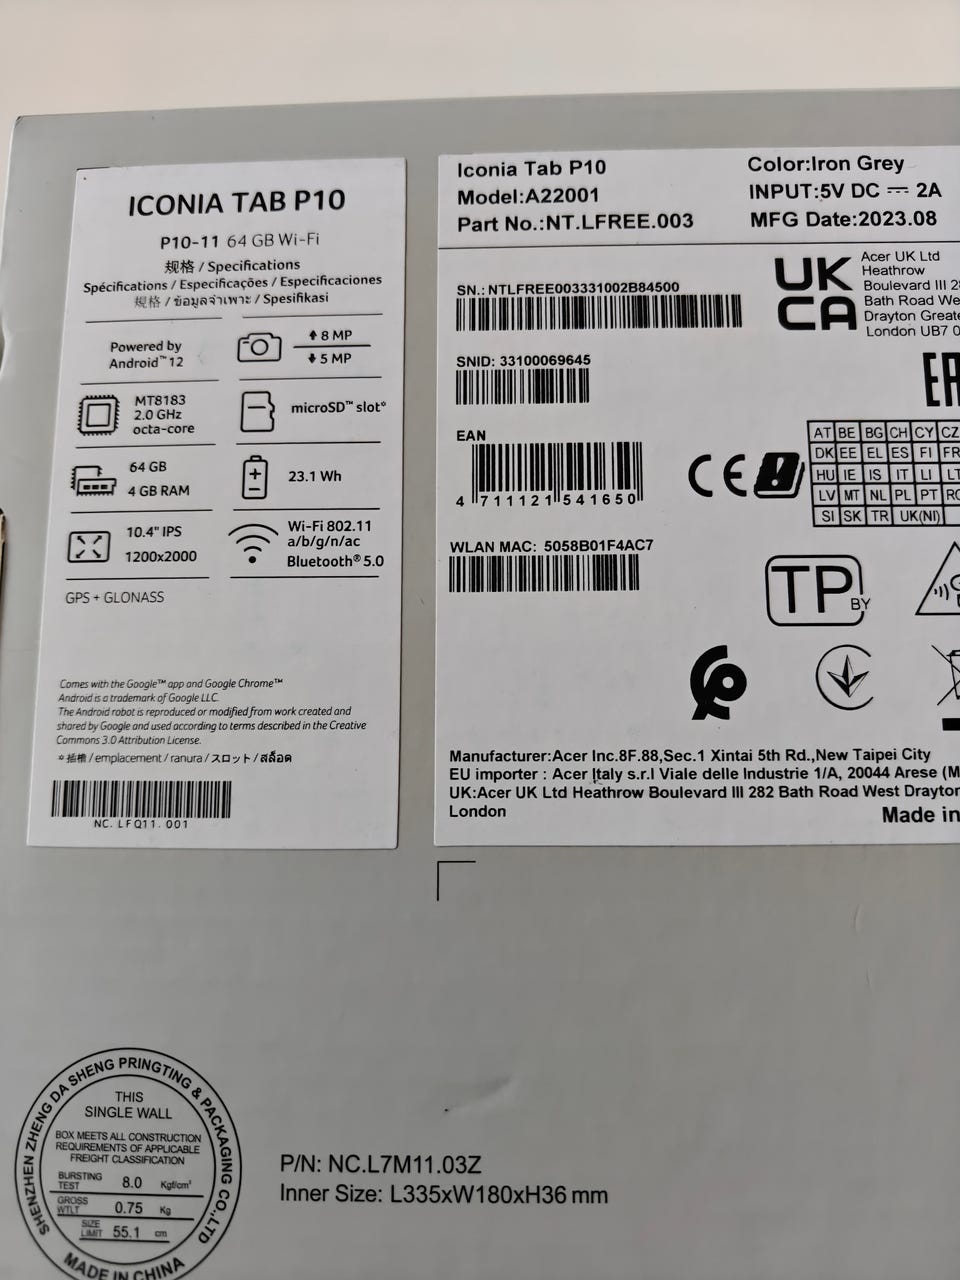 ICONIA TAB P10
P10-11 64 GB Wi-Fi
规格 / Specifications
Spécifications / Especificações / Especificaciones
規格 / ข้อมูลจำเพาะ / Spesifikasi
Powered by
Android™ 12
8 MP
5 MP
MT8183
2.0 GHz
octa-core
microSD™ slot*
64 GB
4 GB RAM
23.1 Wh
10.4" IPS
1200x2000
Wi-Fi 802.11
a/b/g/n/ac
Bluetooth® 5.0
GPS + GLONASS
Comes with the Google™ app and Google Chrome™
Android is a trademark of Google LLC.
The Android robot is reproduced or modified from work created and
shared by Google and used according to terms described in the Creative
Commons 3.0 Attribution License.
* 插槽 / emplacement / ranura / スロット / สล็อต
NC. LFQ11. 001
Iconia Tab P10
Model:A22001
Part No.:NT.LFREE.003
Color:Iron Grey
INPUT:5V DC ⎓ 2A
MFG Date:2023.08
SN.: NTLFREE003331002B84500
SNID: 33100069645
EAN
4 711121 541650
WLAN MAC: 5058B01F4AC7
UK
CA
Acer UK Ltd
Heathrow
Boulevard III 28
Bath Road We
Drayton Greate
London UB7 0
EA
CE
AT BE BG CH CY CZ
DK EE EL ES FI FR
HU IE IS IT LI LT
LV MT NL PL PT RO
SI SK TR UK(NI)
TP
BY
Manufacturer:Acer Inc.8F.88,Sec.1 Xintai 5th Rd.,New Taipei City
EU importer : Acer Italy s.r.l Viale delle Industrie 1/A, 20044 Arese (M
UK:Acer UK Ltd Heathrow Boulevard III 282 Bath Road West Drayton
London
Made in
SHENZHEN ZHENG DA SHENG PRINGTING & PACKAGING CO.,LTD
THIS
SINGLE WALL
BOX MEETS ALL CONSTRUCTION
REQUIREMENTS OF APPLICABLE
FREIGHT CLASSIFICATION
BURSTING
TEST
8.0 Kgf/cm²
GROSS
WTLT
0.75 Kg
SIZE
LIMIT
55.1 cm
MADE IN CHINA
P/N: NC.L7M11.03Z
Inner Size: L335xW180xH36 mm